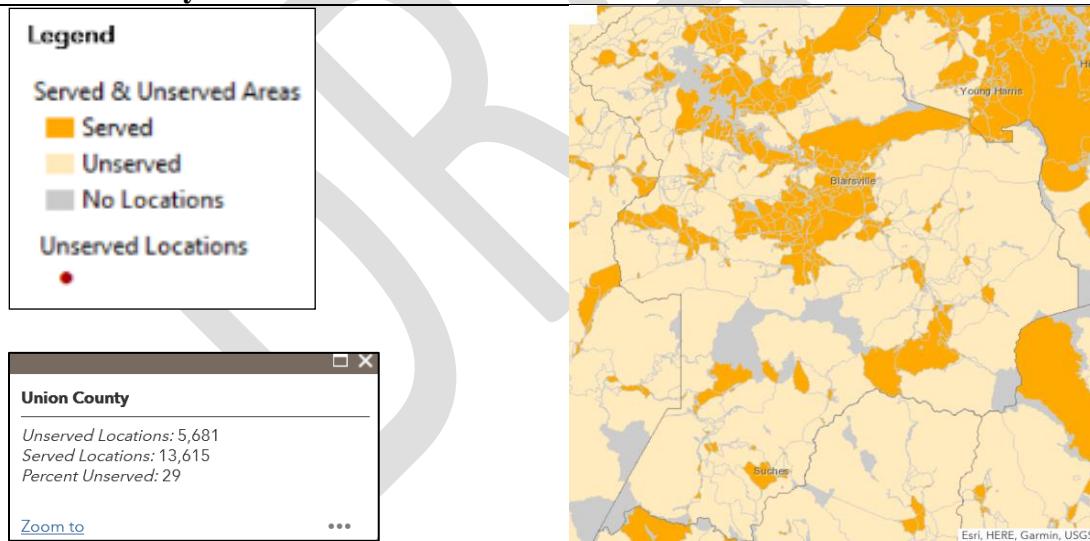 Legend
Served & Unserved Areas
Served
Unserved
No Locations
Unserved Locations
Union County
Unserved Locations: 5,681
Served Locations: 13,615
Percent Unserved: 29
Zoom to
Young Harris
Blairsville
Suches
Esri, HERE, Garmin, USGS